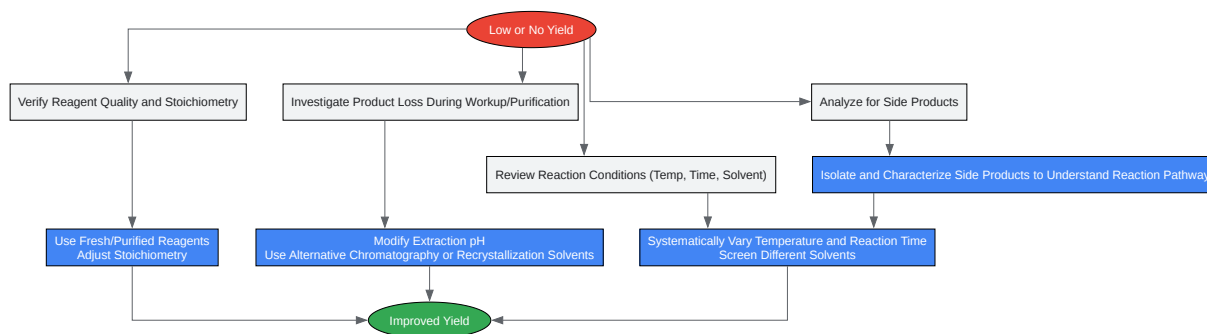 Low or No Yield
Verify Reagent Quality and Stoichiometry
Investigate Product Loss During Workup/Purification
Analyze for Side Products
Review Reaction Conditions (Temp, Time, Solvent)
Isolate and Characterize Side Products to Understand Reaction Pathway
Use Fresh/Purified Reagents
Adjust Stoichiometry
Modify Extraction pH
Use Alternative Chromatography or Recrystallization Solvents
Systematically Vary Temperature and Reaction Time
Screen Different Solvents
Improved Yield